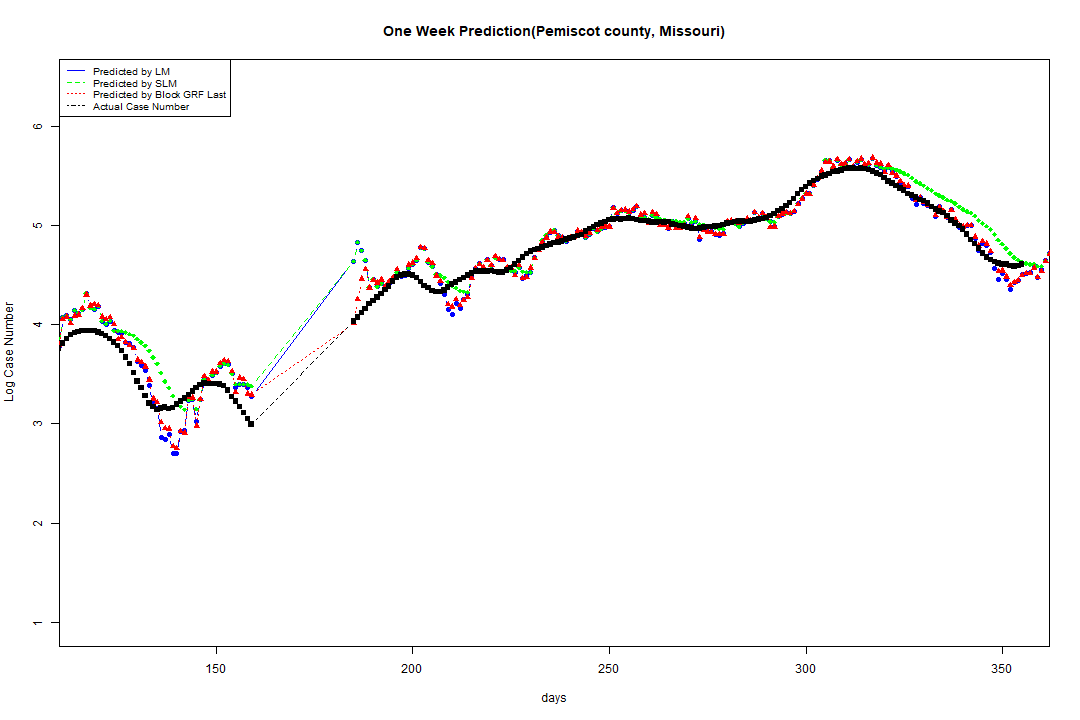 One Week Prediction(Pemiscot county, Missouri)
Predicted by LM
Predicted by SLM
Predicted by Block GRF Last
Actual Case Number
6
5
4
3
2
1
Log Case Number
150 200 250 300 350
days